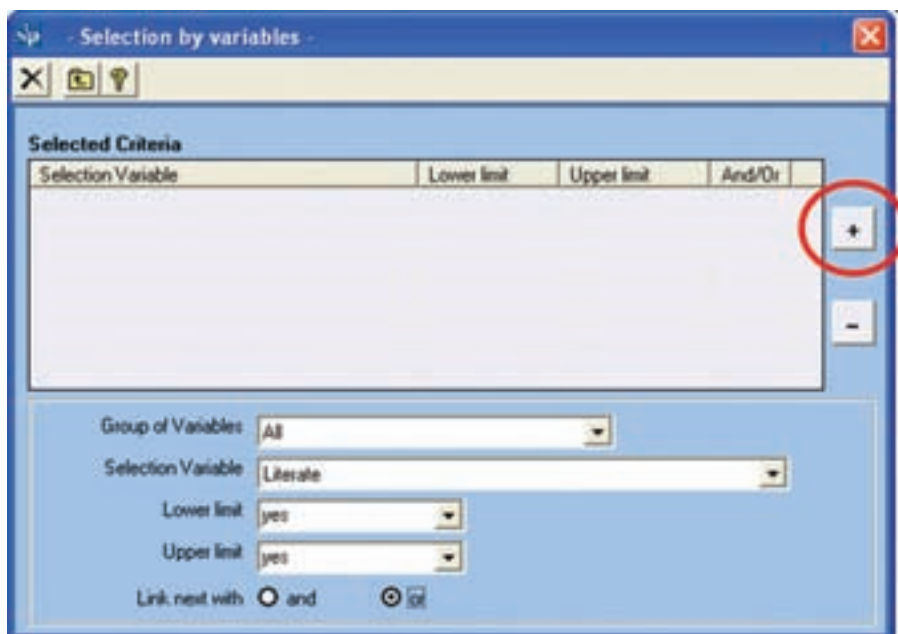 - Selection by variables -
Selected Criteria
Selection Variable Lower limit Upper limit And/Or
+
-
Group of Variables All
Selection Variable Literate
Lower limit yes
Upper limit yes
Link next with and or